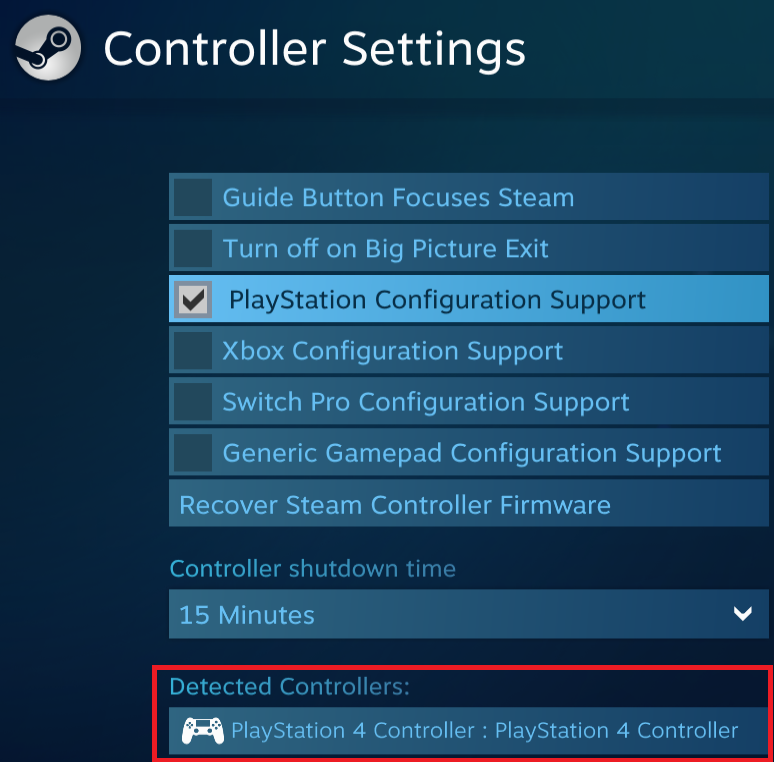 Controller Settings
Guide Button Focuses Steam
Turn off on Big Picture Exit
PlayStation Configuration Support
Xbox Configuration Support
Switch Pro Configuration Support
Generic Gamepad Configuration Support
Recover Steam Controller Firmware
Controller shutdown time
15 Minutes
Detected Controllers:
PlayStation 4 Controller : PlayStation 4 Controller